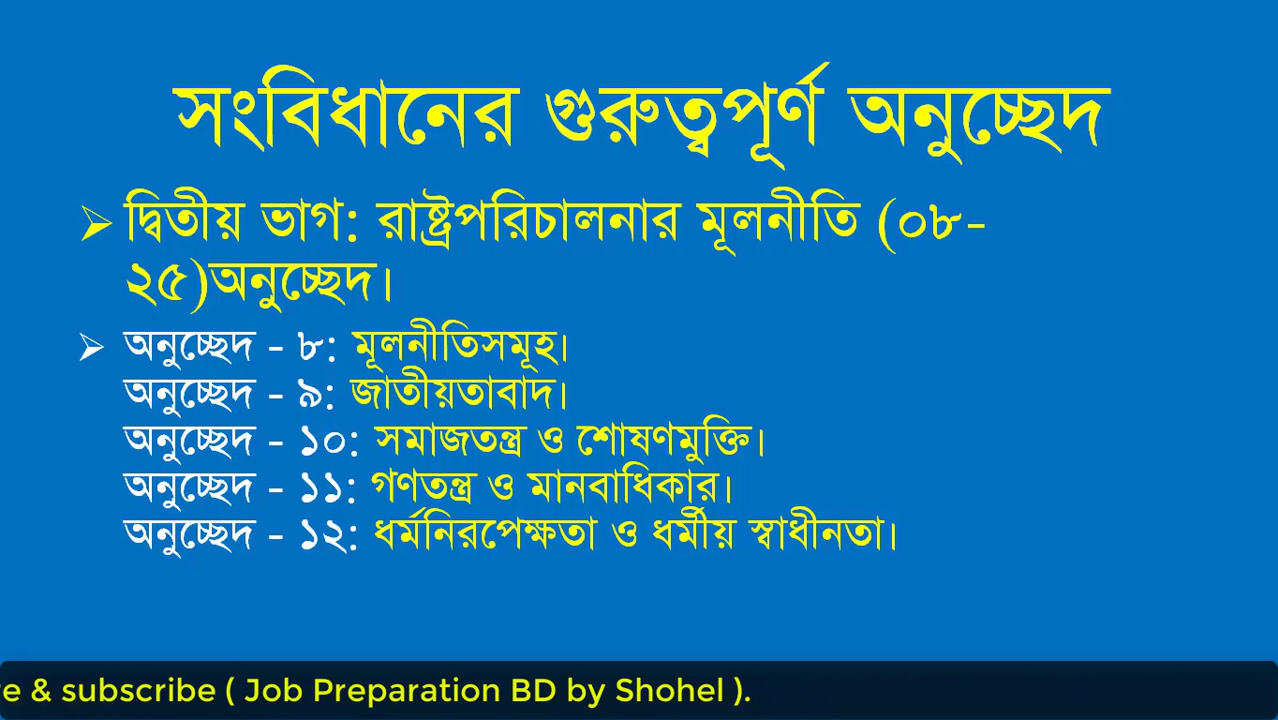 সংবিধানের গুরুত্বপূর্ণ অনুচ্ছেদ
দ্বিতীয় ভাগ: রাষ্ট্রপরিচালনার মূলনীতি (০৮-
২৫)অনুচ্ছেদ।
অনুচ্ছেদ - ৮: মূলনীতিসমূহ।
অনুচ্ছেদ - ৯: জাতীয়তাবাদ।
অনুচ্ছেদ - ১০: সমাজতন্ত্র ও শোষণমুক্তি।
অনুচ্ছেদ - ১১: গণতন্ত্র ও মানবাধিকার।
অনুচ্ছেদ - ১২: ধর্মনিরপেক্ষতা ও ধর্মীয় স্বাধীনতা।
& subscribe ( Job Preparation BD by Shohel ).